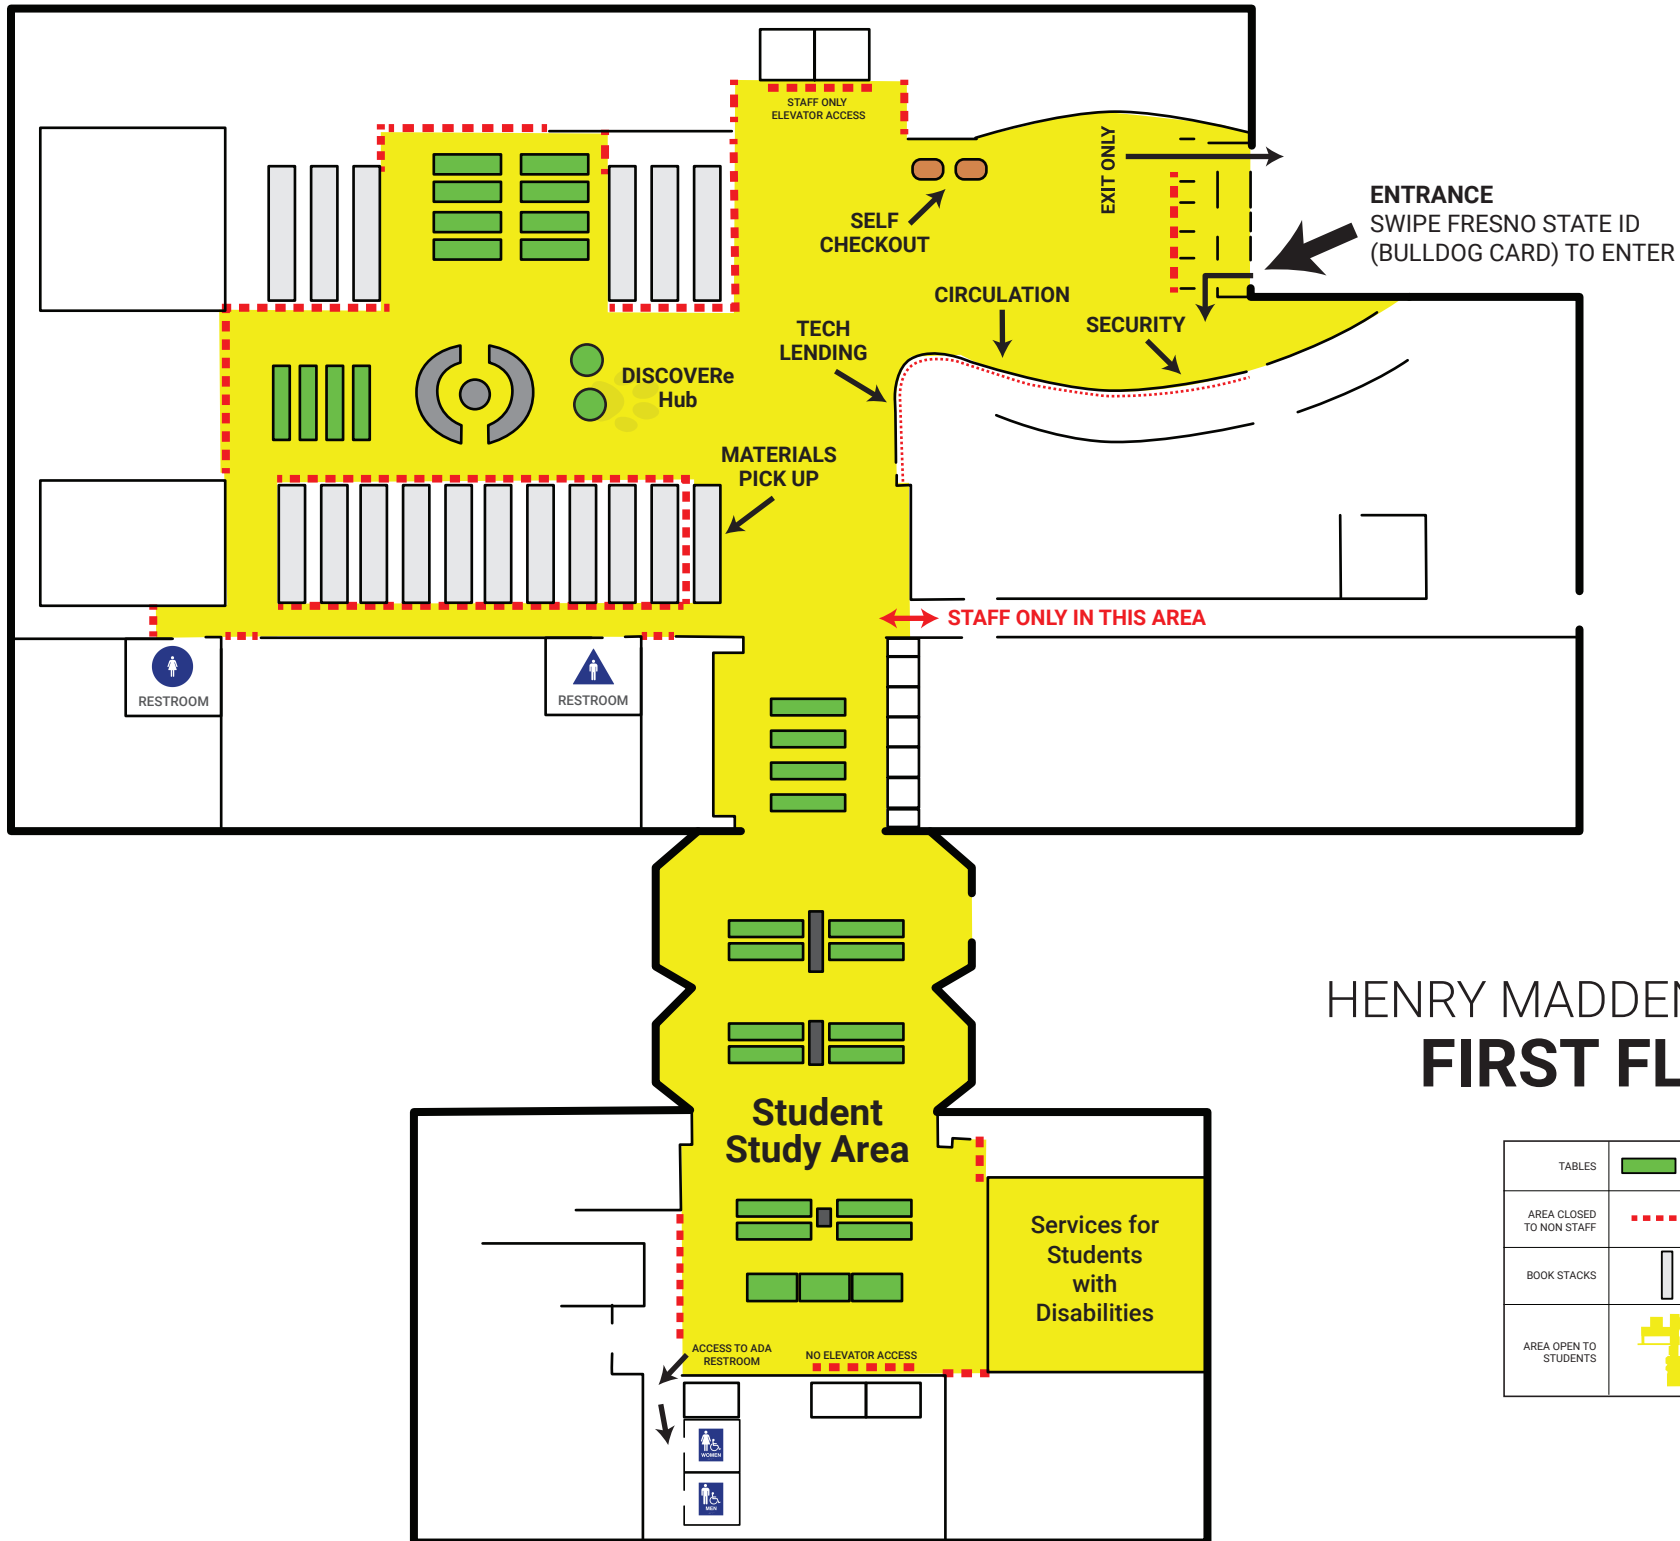 STAFF ONLY
ELEVATOR ACCESS
EXIT ONLY
ENTRANCE
SWIPE FRESNO STATE ID
(BULLDOG CARD) TO ENTER
SELF
CHECKOUT
CIRCULATION
SECURITY
TECH
LENDING
DISCOVERe
Hub
MATERIALS
PICK UP
STAFF ONLY IN THIS AREA
RESTROOM
RESTROOM
HENRY MADDEN
FIRST FL
Student
Study Area
TABLES
AREA CLOSED
TO NON STAFF
BOOK STACKS
AREA OPEN TO
STUDENTS
Services for
Students
with
Disabilities
ACCESS TO ADA
RESTROOM
NO ELEVATOR ACCESS
WOMEN
MEN